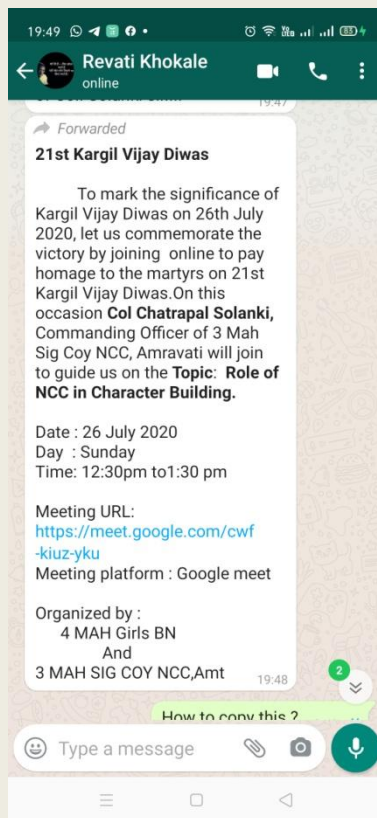 19:49
83
Revati Khokale
online
19:47
Forwarded
21st Kargil Vijay Diwas
To mark the significance of
Kargil Vijay Diwas on 26th July
2020, let us commemorate the
victory by joining online to pay
homage to the martyrs on 21st
Kargil Vijay Diwas.On this
occasion Col Chatrapal Solanki,
Commanding Officer of 3 Mah
Sig Coy NCC, Amravati will join
to guide us on the Topic: Role of
NCC in Character Building.
Date : 26 July 2020
Day : Sunday
Time: 12:30pm to1:30 pm
Meeting URL:
https://meet.google.com/cwf
-kiuz-yku
Meeting platform : Google meet
Organized by :
4 MAH Girls BN
And
3 MAH SIG COY NCC,Amt
19:48
2
How to copy this ?
Type a message